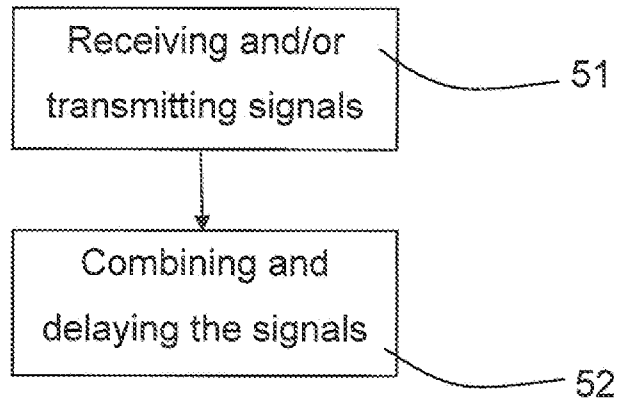 Receiving and/or
transmitting signals
51
Combining and
delaying the signals
52